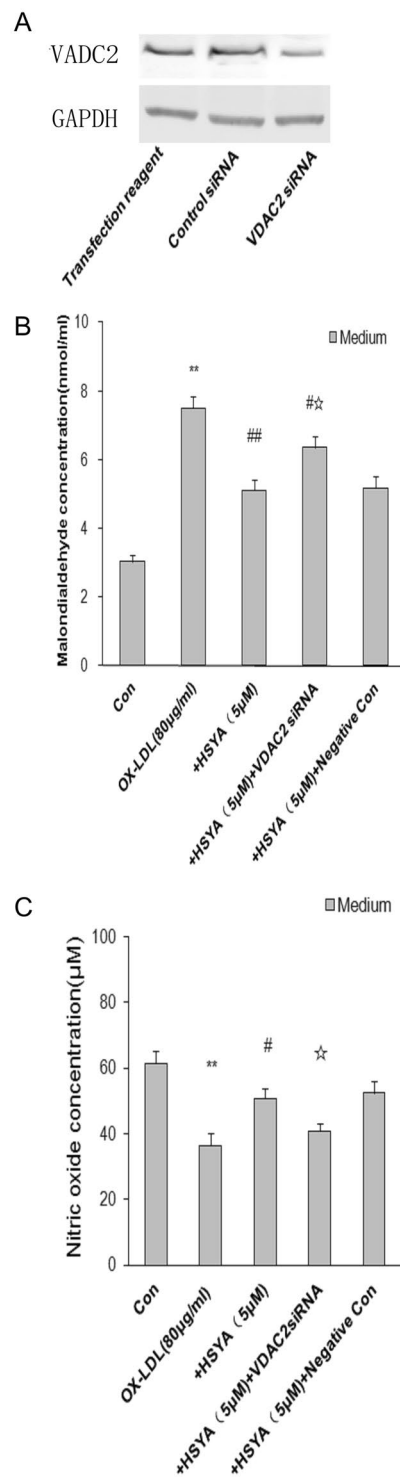 A
VADC2
GAPDH
Transfection reagent
Control siRNA
VDAC2 siRNA
B
Malondialdehyde concentration(nmol/ml)
10
8
6
4
2
0
Medium
**
##
#☆
Con
OX-LDL(80μg/ml)
+HSYA（5μM)
+HSYA（5μM)+VDAC2 siRNA
+HSYA（5μM)+Negative Con
C
Nitric oxide concentration(μM)
100
80
60
40
20
0
Medium
**
#
☆
Con
OX-LDL(80μg/ml)
+HSYA（5μM)
+HSYA（5μM)+VDAC2siRNA
+HSYA（5μM)+Negative Con